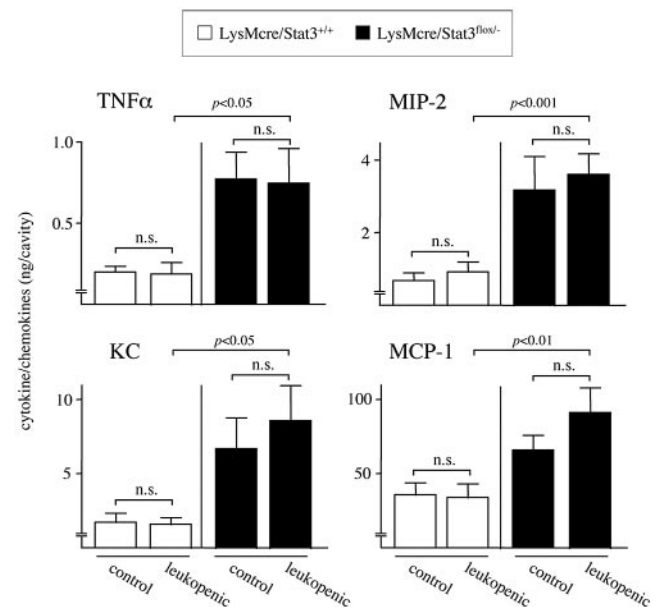 LysMcre/Stat3+/+ LysMcre/Stat3flox/-
TNFα
p<0.05
n.s.
1.0
0.5
n.s.
MIP-2
p<0.001
n.s.
4
2
n.s.
cytokine/chemokines (ng/cavity)
KC
p<0.05
n.s.
10
5
n.s.
MCP-1
p<0.01
n.s.
100
50
n.s.
control leukopenic control leukopenic
control leukopenic control leukopenic